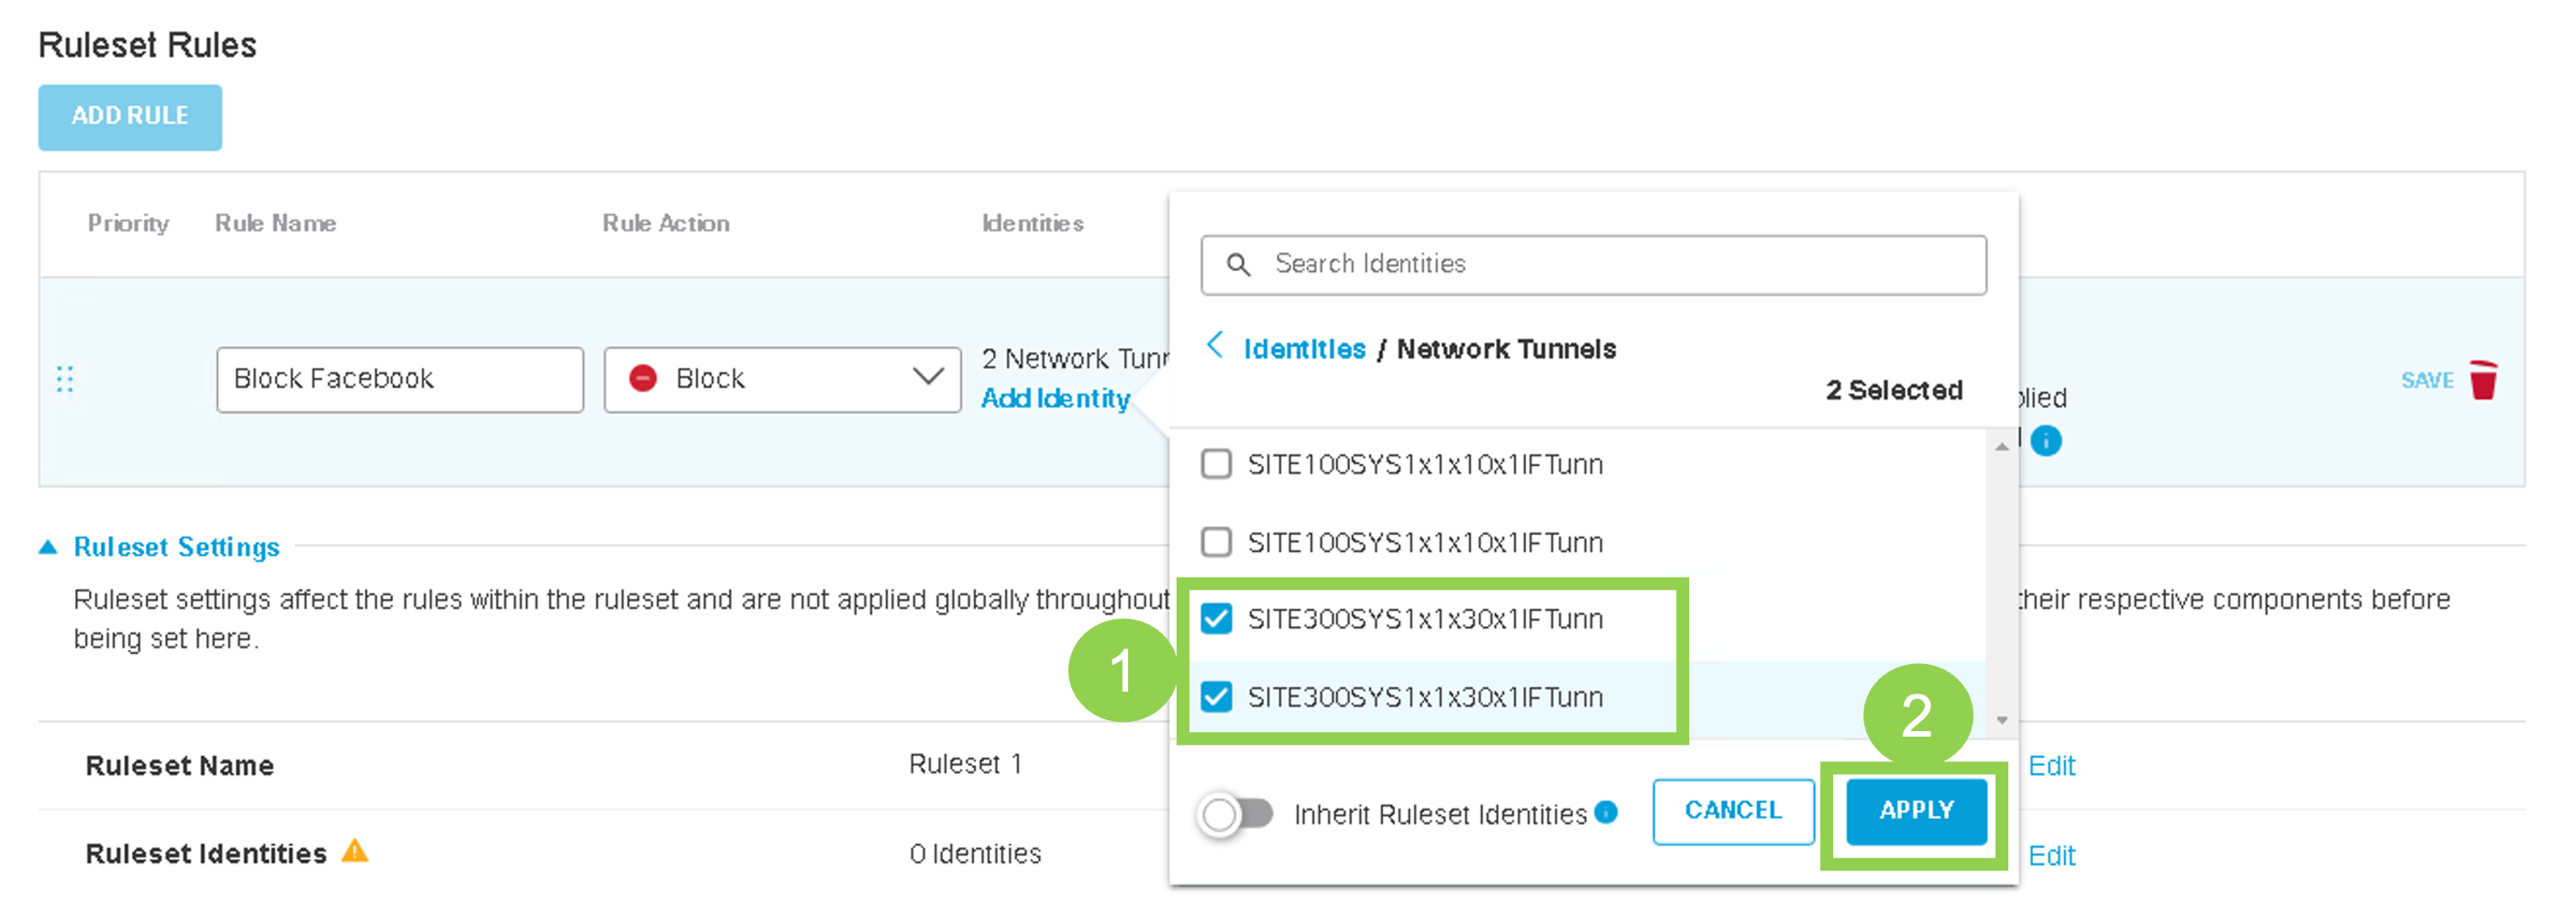 Ruleset Rules
ADD RULE
Priority
Rule Name
Rule Action
Identities
Block Facebook
Block
2 Network Tunn
Add Identity
Search Identities
Identities / Network Tunnels
2 Selected
SITE100SYS1x1x10x1IFTunn
SITE100SYS1x1x10x1IFTunn
SITE300SYS1x1x30x1IFTunn
SITE300SYS1x1x30x1IFTunn
1
2
Inherit Ruleset Identities
CANCEL
APPLY
plied
SAVE
Ruleset Settings
Ruleset settings affect the rules within the ruleset and are not applied globally throughout their respective components before
being set here.
Ruleset Name
Ruleset 1
Edit
Ruleset Identities
0 Identities
Edit